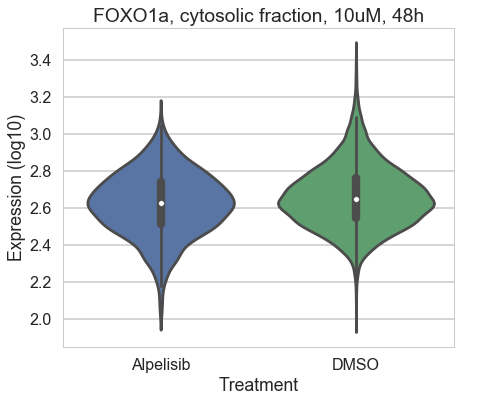 FOXO1a, cytosolic fraction, 10uM, 48h
Expression (log10)
3.4
3.2
3.0
2.8
2.6
2.4
2.2
2.0
Alpelisib DMSO
Treatment